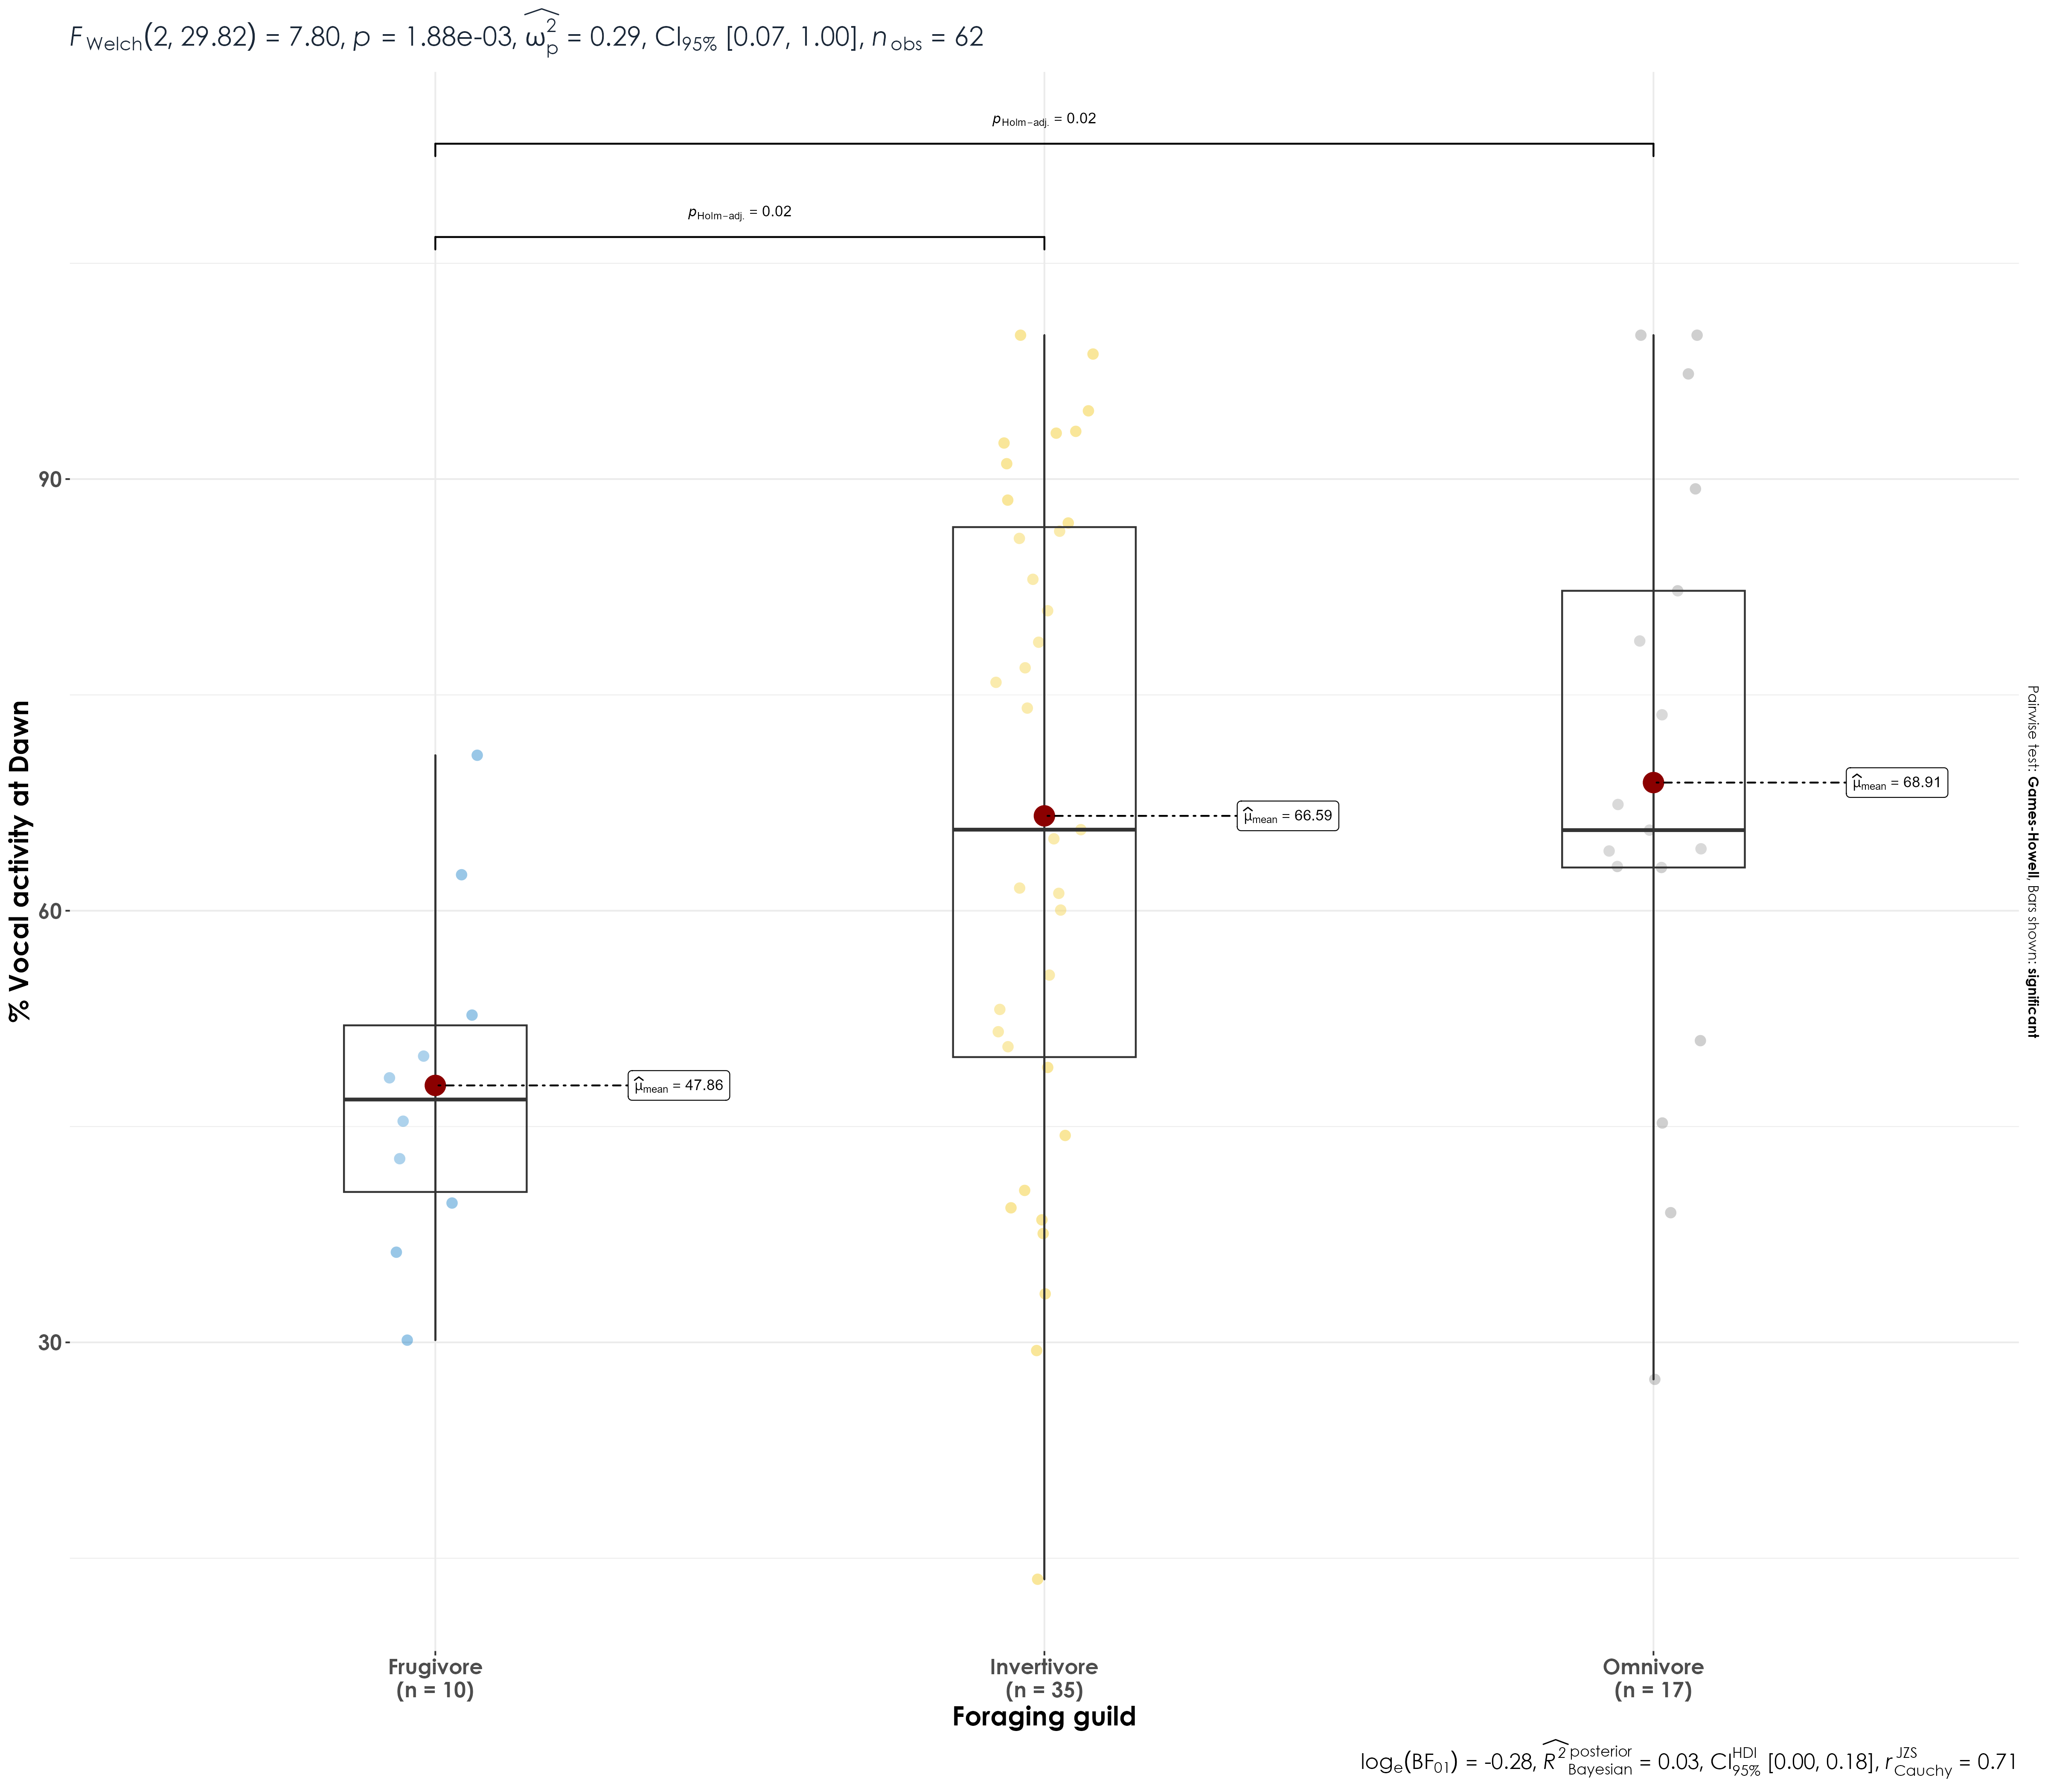 F Welch(2, 29.82) = 7.80, p = 1.88e-03, ω̂²p = 0.29, CI95% [0.07, 1.00], nobs = 62
pHolm−adj. = 0.02
pHolm−adj. = 0.02
90
60
30
% Vocal activity at Dawn
μ̂mean = 47.86
μ̂mean = 66.59
μ̂mean = 68.91
Pairwise test: Games-Howell, Bars shown: significant
Frugivore
(n = 10)
Invertivore
(n = 35)
Omnivore
(n = 17)
Foraging guild
loge(BF01) = -0.28, R̂² posterior Bayesian = 0.03, CI HDI 95% [0.00, 0.18], r JZS Cauchy = 0.71